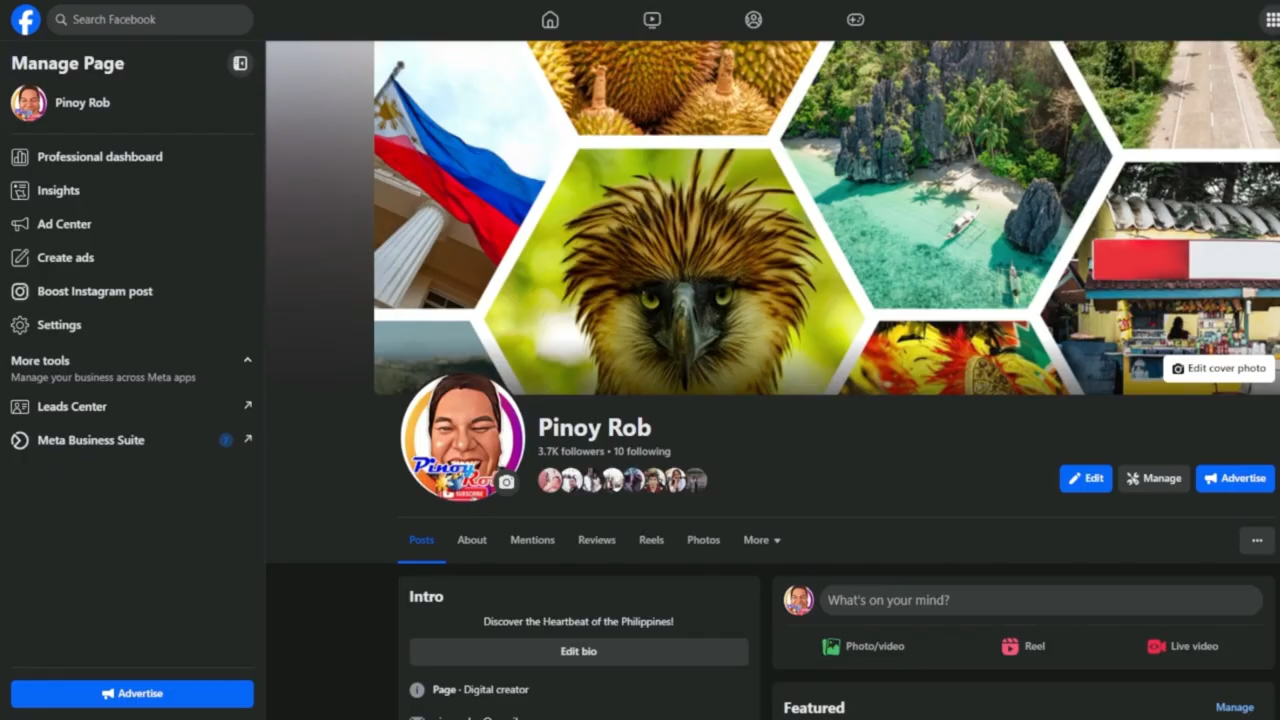 Search Facebook
Manage Page
Pinoy Rob
Professional dashboard
Insights
Ad Center
Create ads
Boost Instagram post
Settings
More tools
Manage your business across Meta apps
Leads Center
Meta Business Suite
Advertise
Edit cover photo
Pinoy
SUBSCRIBE
Pinoy Rob
3.7K followers • 10 following
Edit
Manage
Advertise
Posts
About
Mentions
Reviews
Reels
Photos
More
Intro
Discover the Heartbeat of the Philippines!
Edit bio
Page · Digital creator
What's on your mind?
Photo/video
Reel
Live video
Featured
Manage